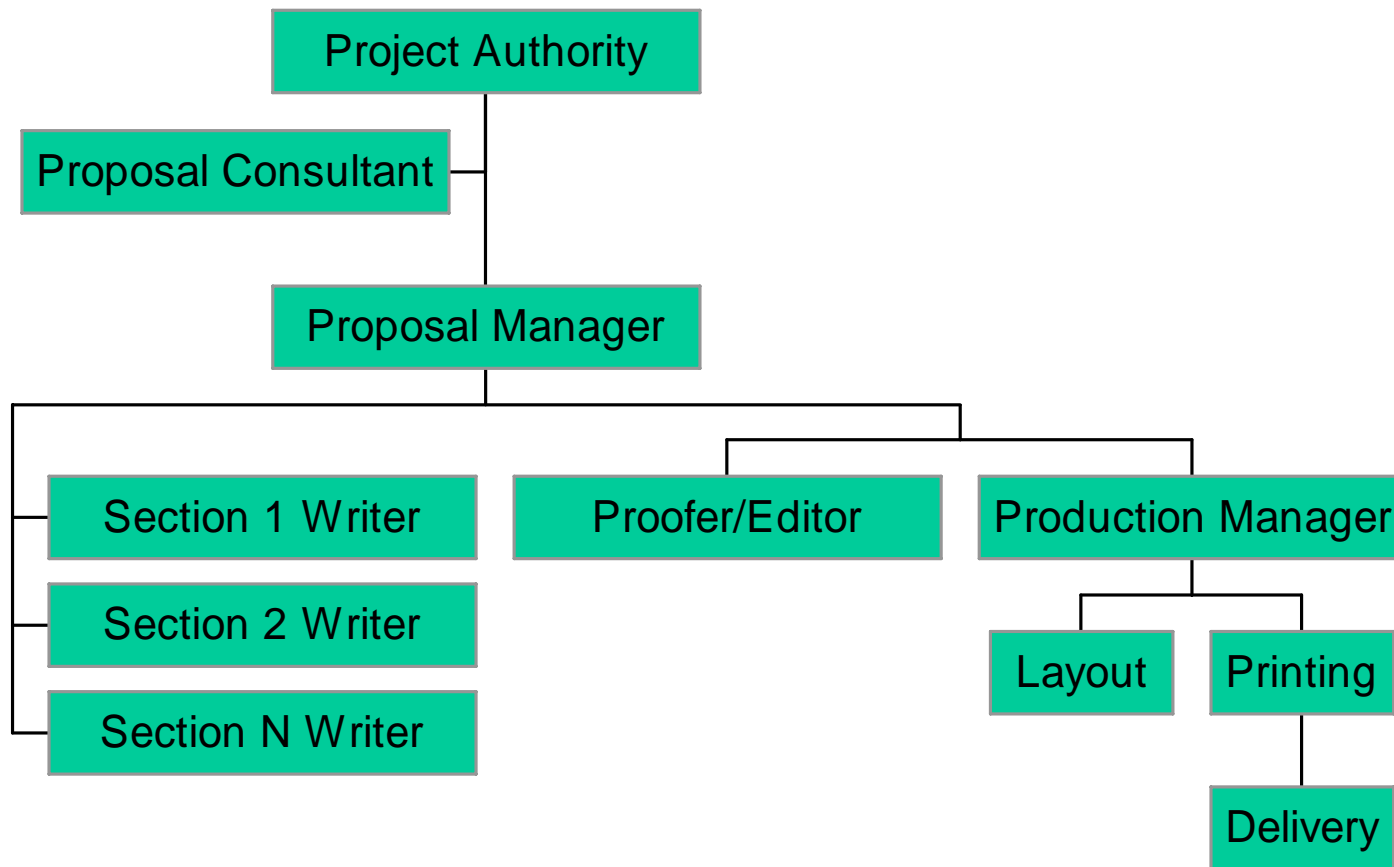 Project Authority
Proposal Consultant
Proposal Manager
Section 1 Writer
Proofer/Editor
Production Manager
Section 2 Writer
Layout
Printing
Section N Writer
Delivery